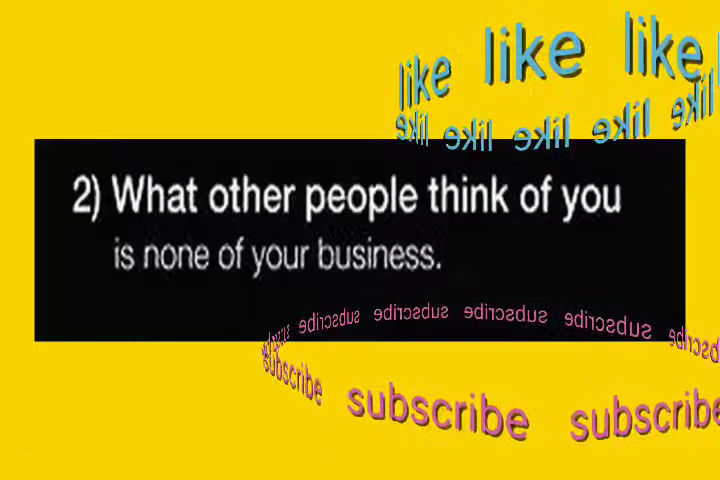 like like like
like like like like like
2) What other people think of you
is none of your business.
subscribe subscribe subscribe subscribe
subscribe subscribe subscribe